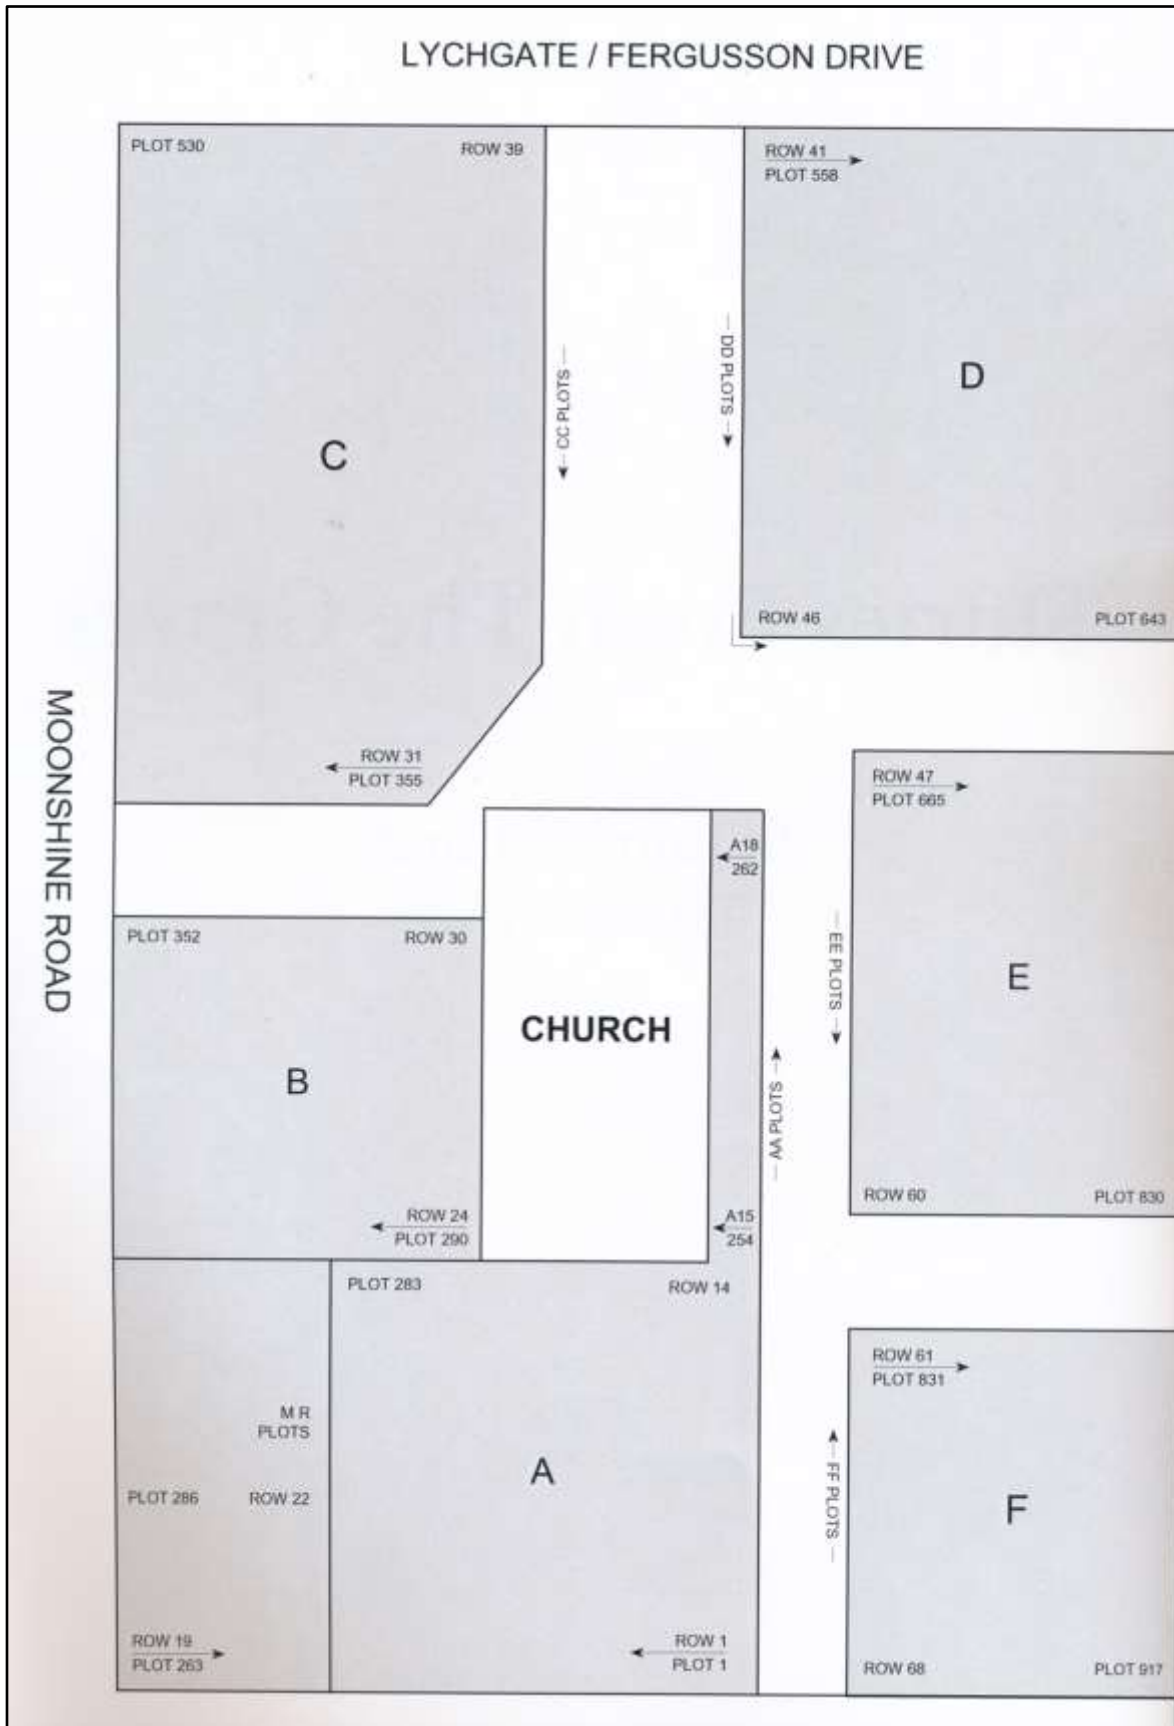 LYCHGATE / FERGUSSON DRIVE
PLOT 530
ROW 39
ROW 41
PLOT 558
CC PLOTS
DD PLOTS
C
D
ROW 46
PLOT 643
ROW 31
PLOT 355
MOONSHINE ROAD
ROW 47
PLOT 665
A18
262
PLOT 352
ROW 30
EE PLOTS
E
CHURCH
B
AA PLOTS
ROW 60
PLOT 830
ROW 24
PLOT 290
A15
254
PLOT 283
ROW 14
ROW 61
PLOT 831
M R
PLOTS
A
PLOT 286
ROW 22
FF PLOTS
F
ROW 19
PLOT 263
ROW 1
PLOT 1
ROW 68
PLOT 917